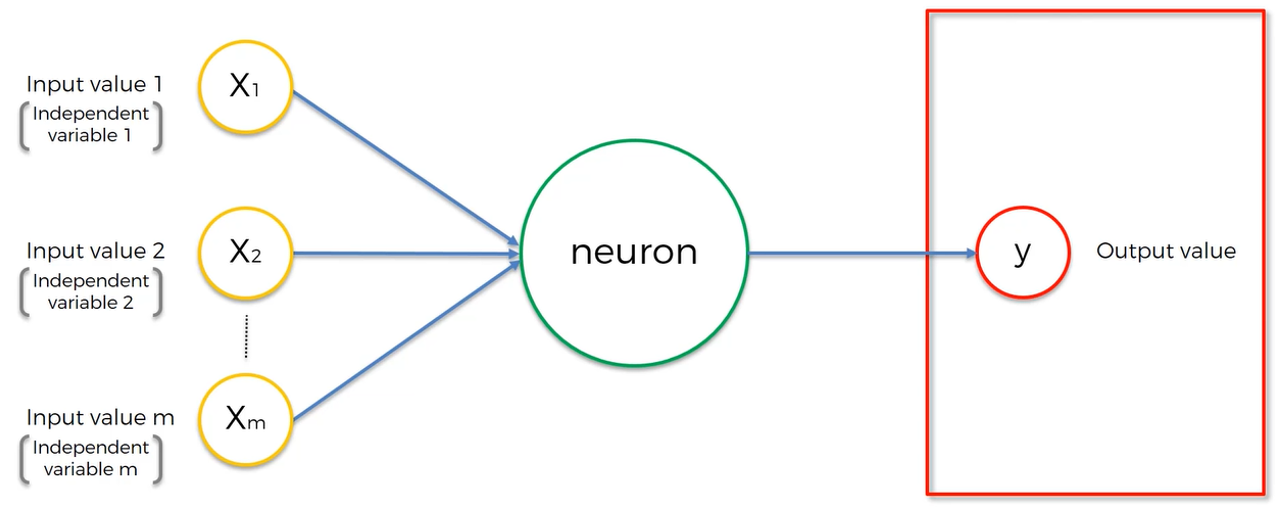 Input value 1
Independent
variable 1
X1
Input value 2
Independent
variable 2
X2
Input value m
Independent
variable m
Xm
neuron
y
Output value